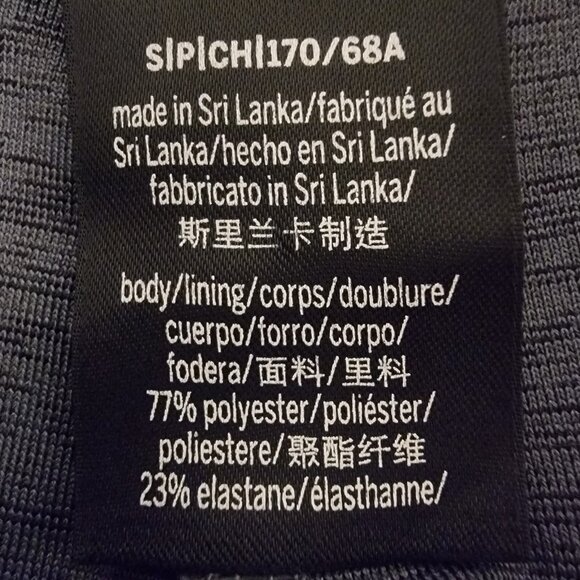 S|P|CH|170/68A
made in Sri Lanka/fabriqué au
Sri Lanka/hecho en Sri Lanka/
fabbricato in Sri Lanka/
斯里兰卡制造
body/lining/corps/doublure/
cuerpo/forro/corpo/
fodera/面料/里料
77% polyester/poliéster/
poliestere/聚酯纤维
23% elastane/élasthanne/